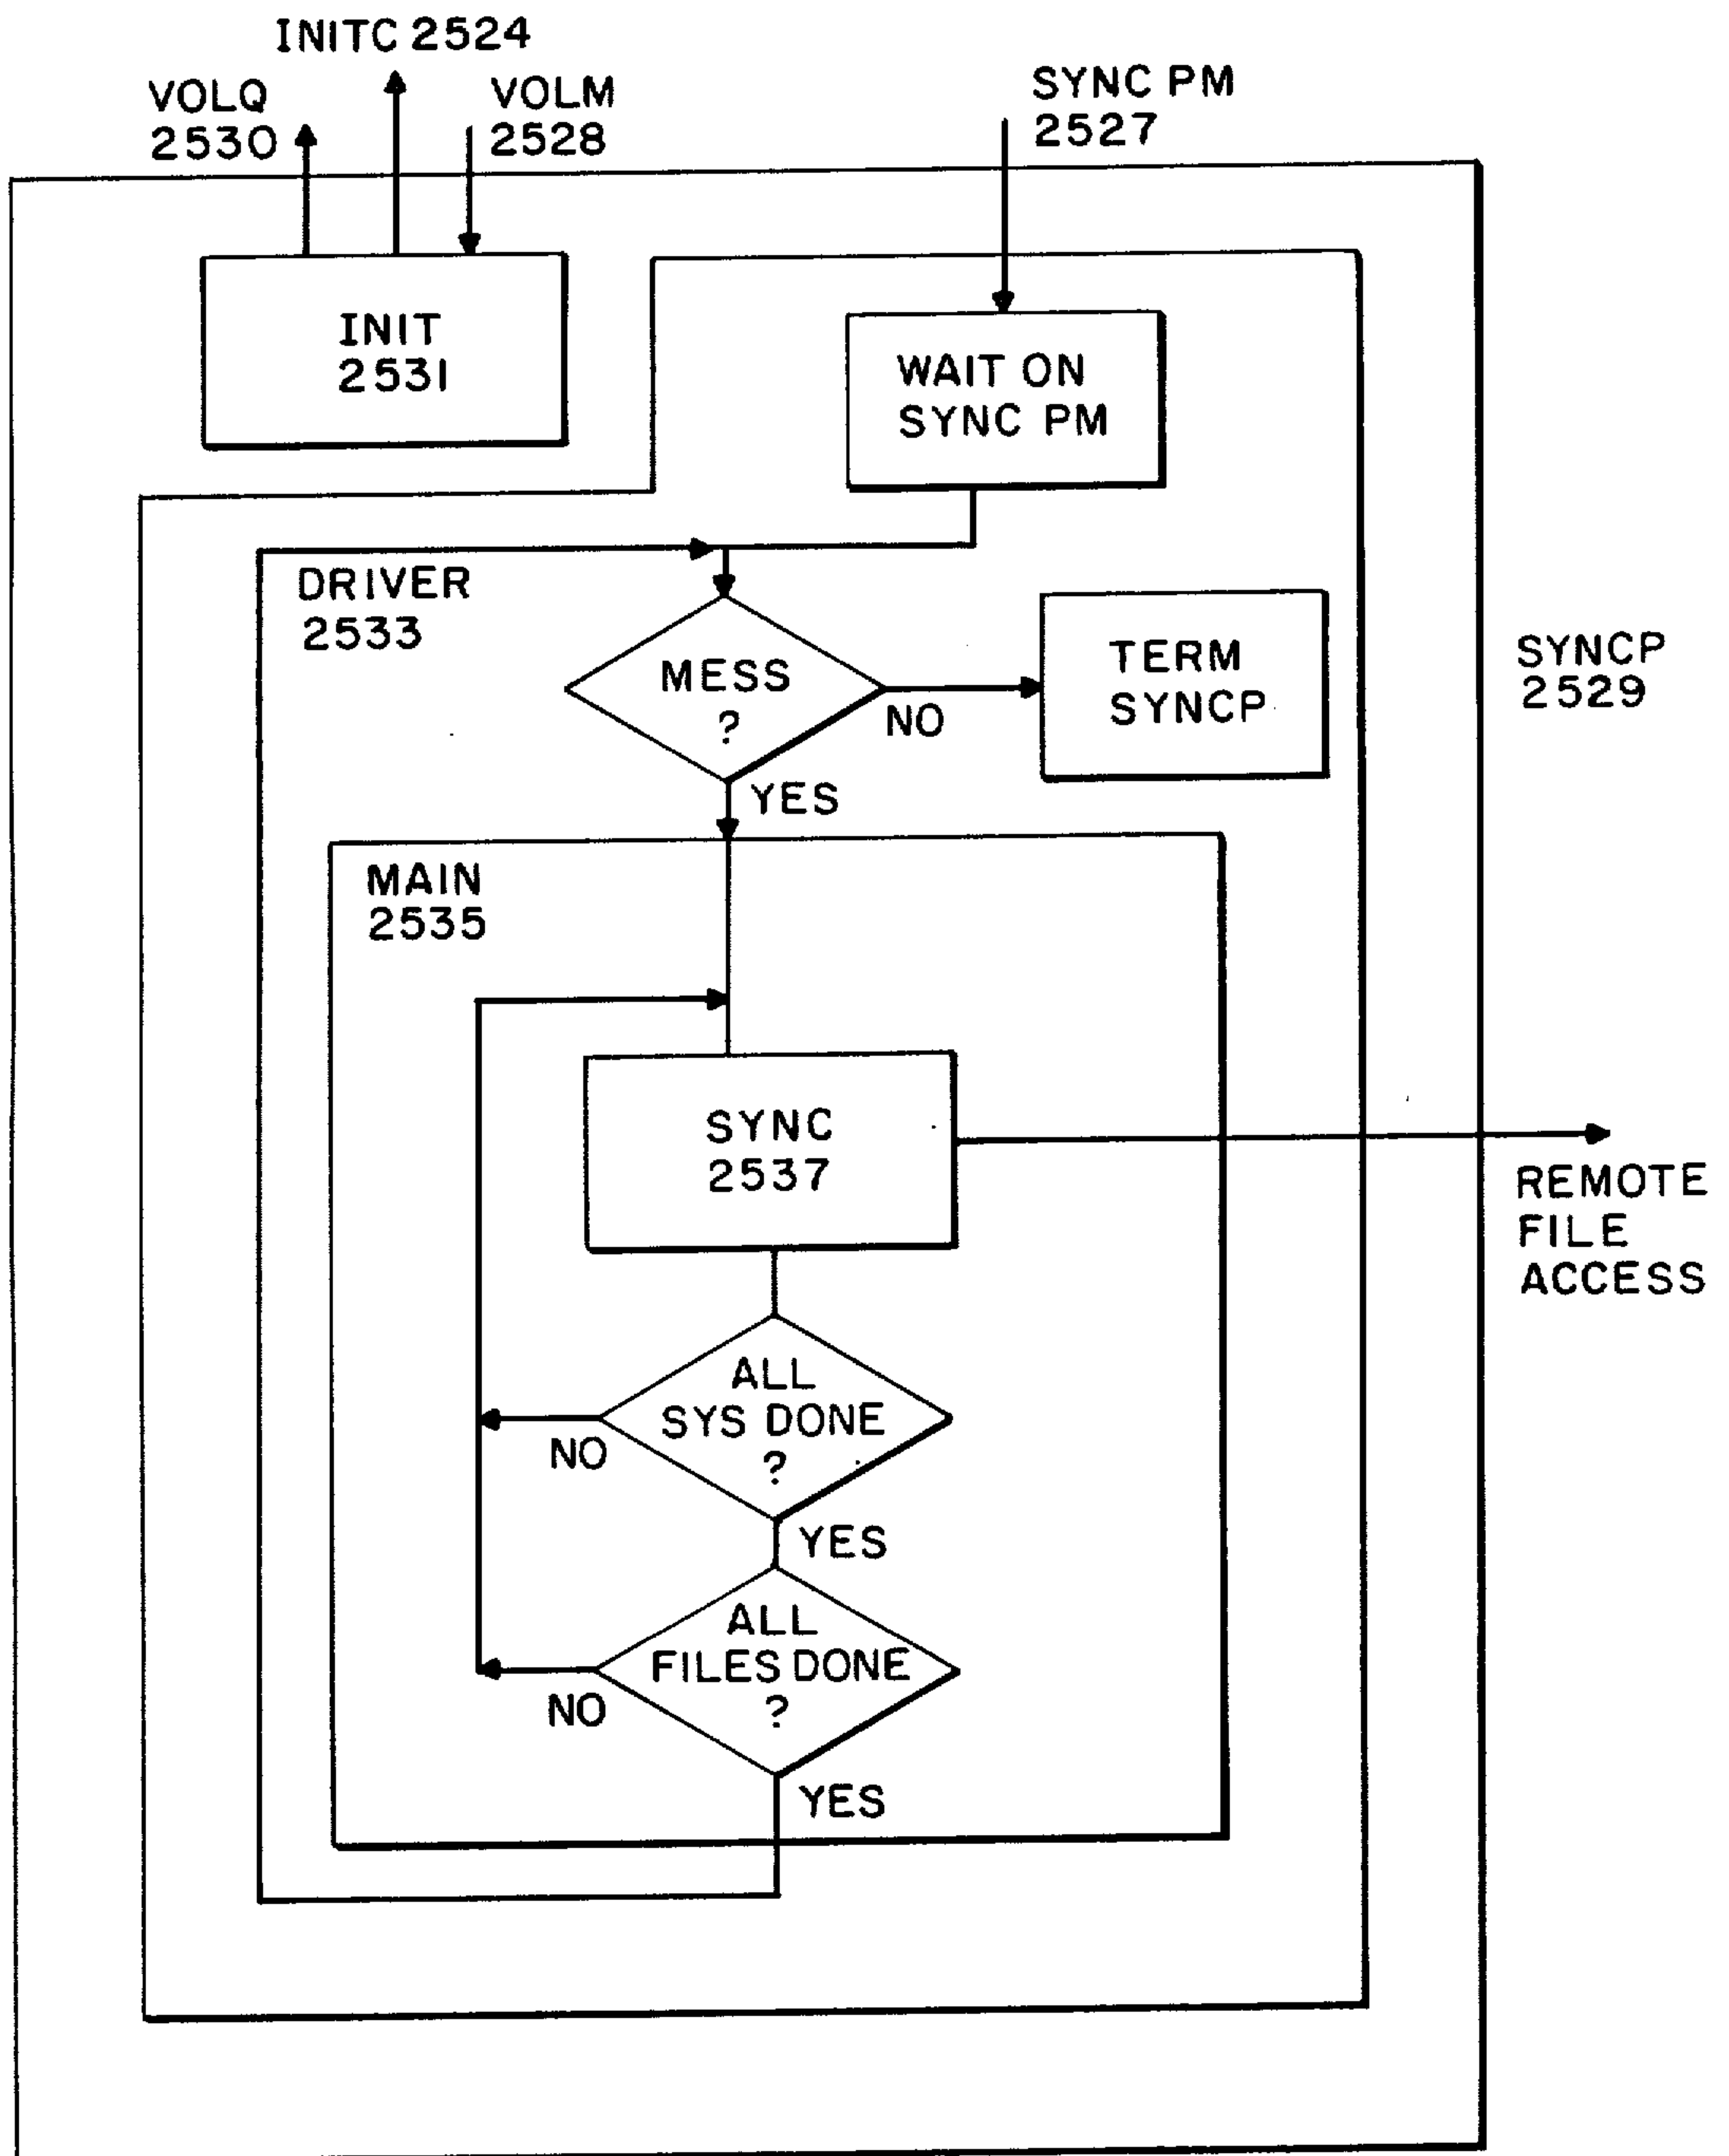 INITC 2524
VOLQ
2530
VOLM
2528
SYNC PM
2527
INIT
2531
WAIT ON
SYNC PM
DRIVER
2533
MESS
?
NO
YES
TERM
SYNCP
SYNCP
2529
MAIN
2535
SYNC
2537
REMOTE
FILE
ACCESS
ALL
SYS DONE
?
NO
YES
ALL
FILES DONE
?
NO
YES